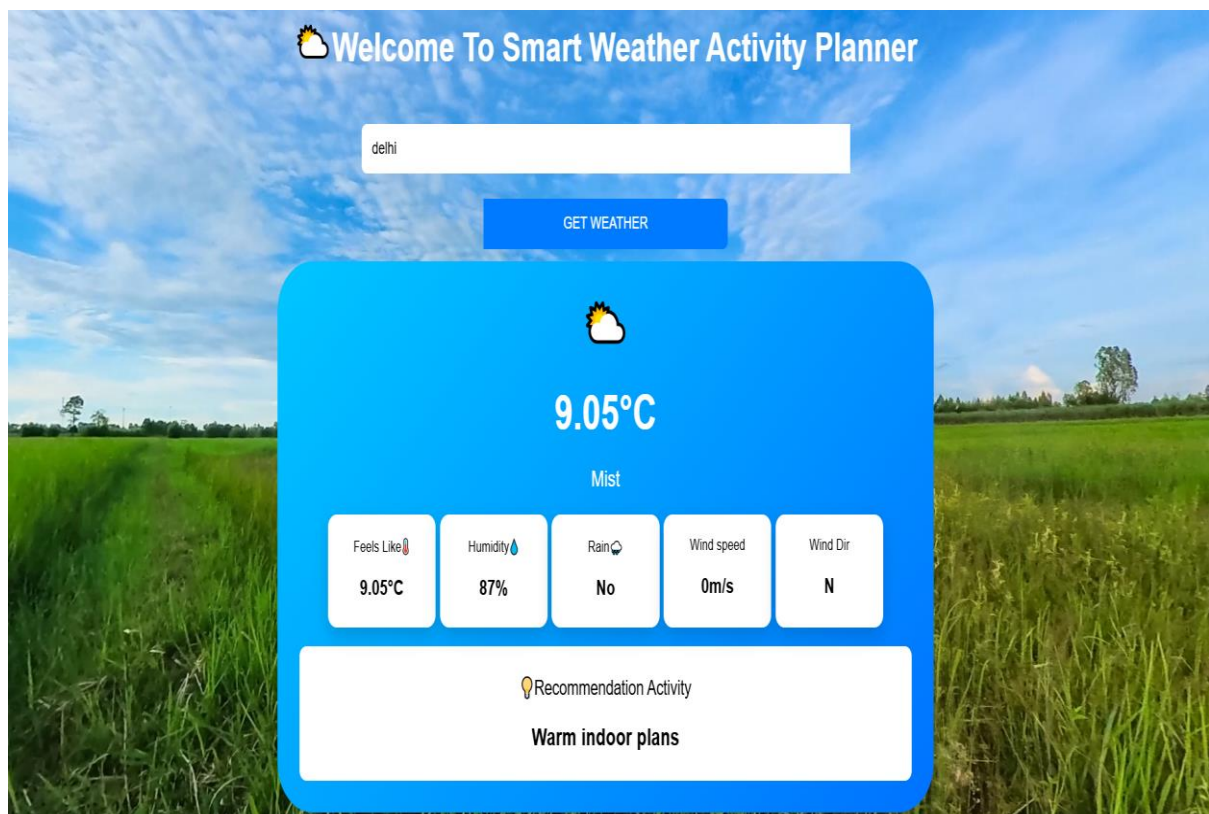 Welcome To Smart Weather Activity Planner
delhi
GET WEATHER
9.05°C
Mist
Feels Like Humidity Rain Wind speed Wind Dir
9.05°C 87% No 0m/s N
Recommendation Activity
Warm indoor plans